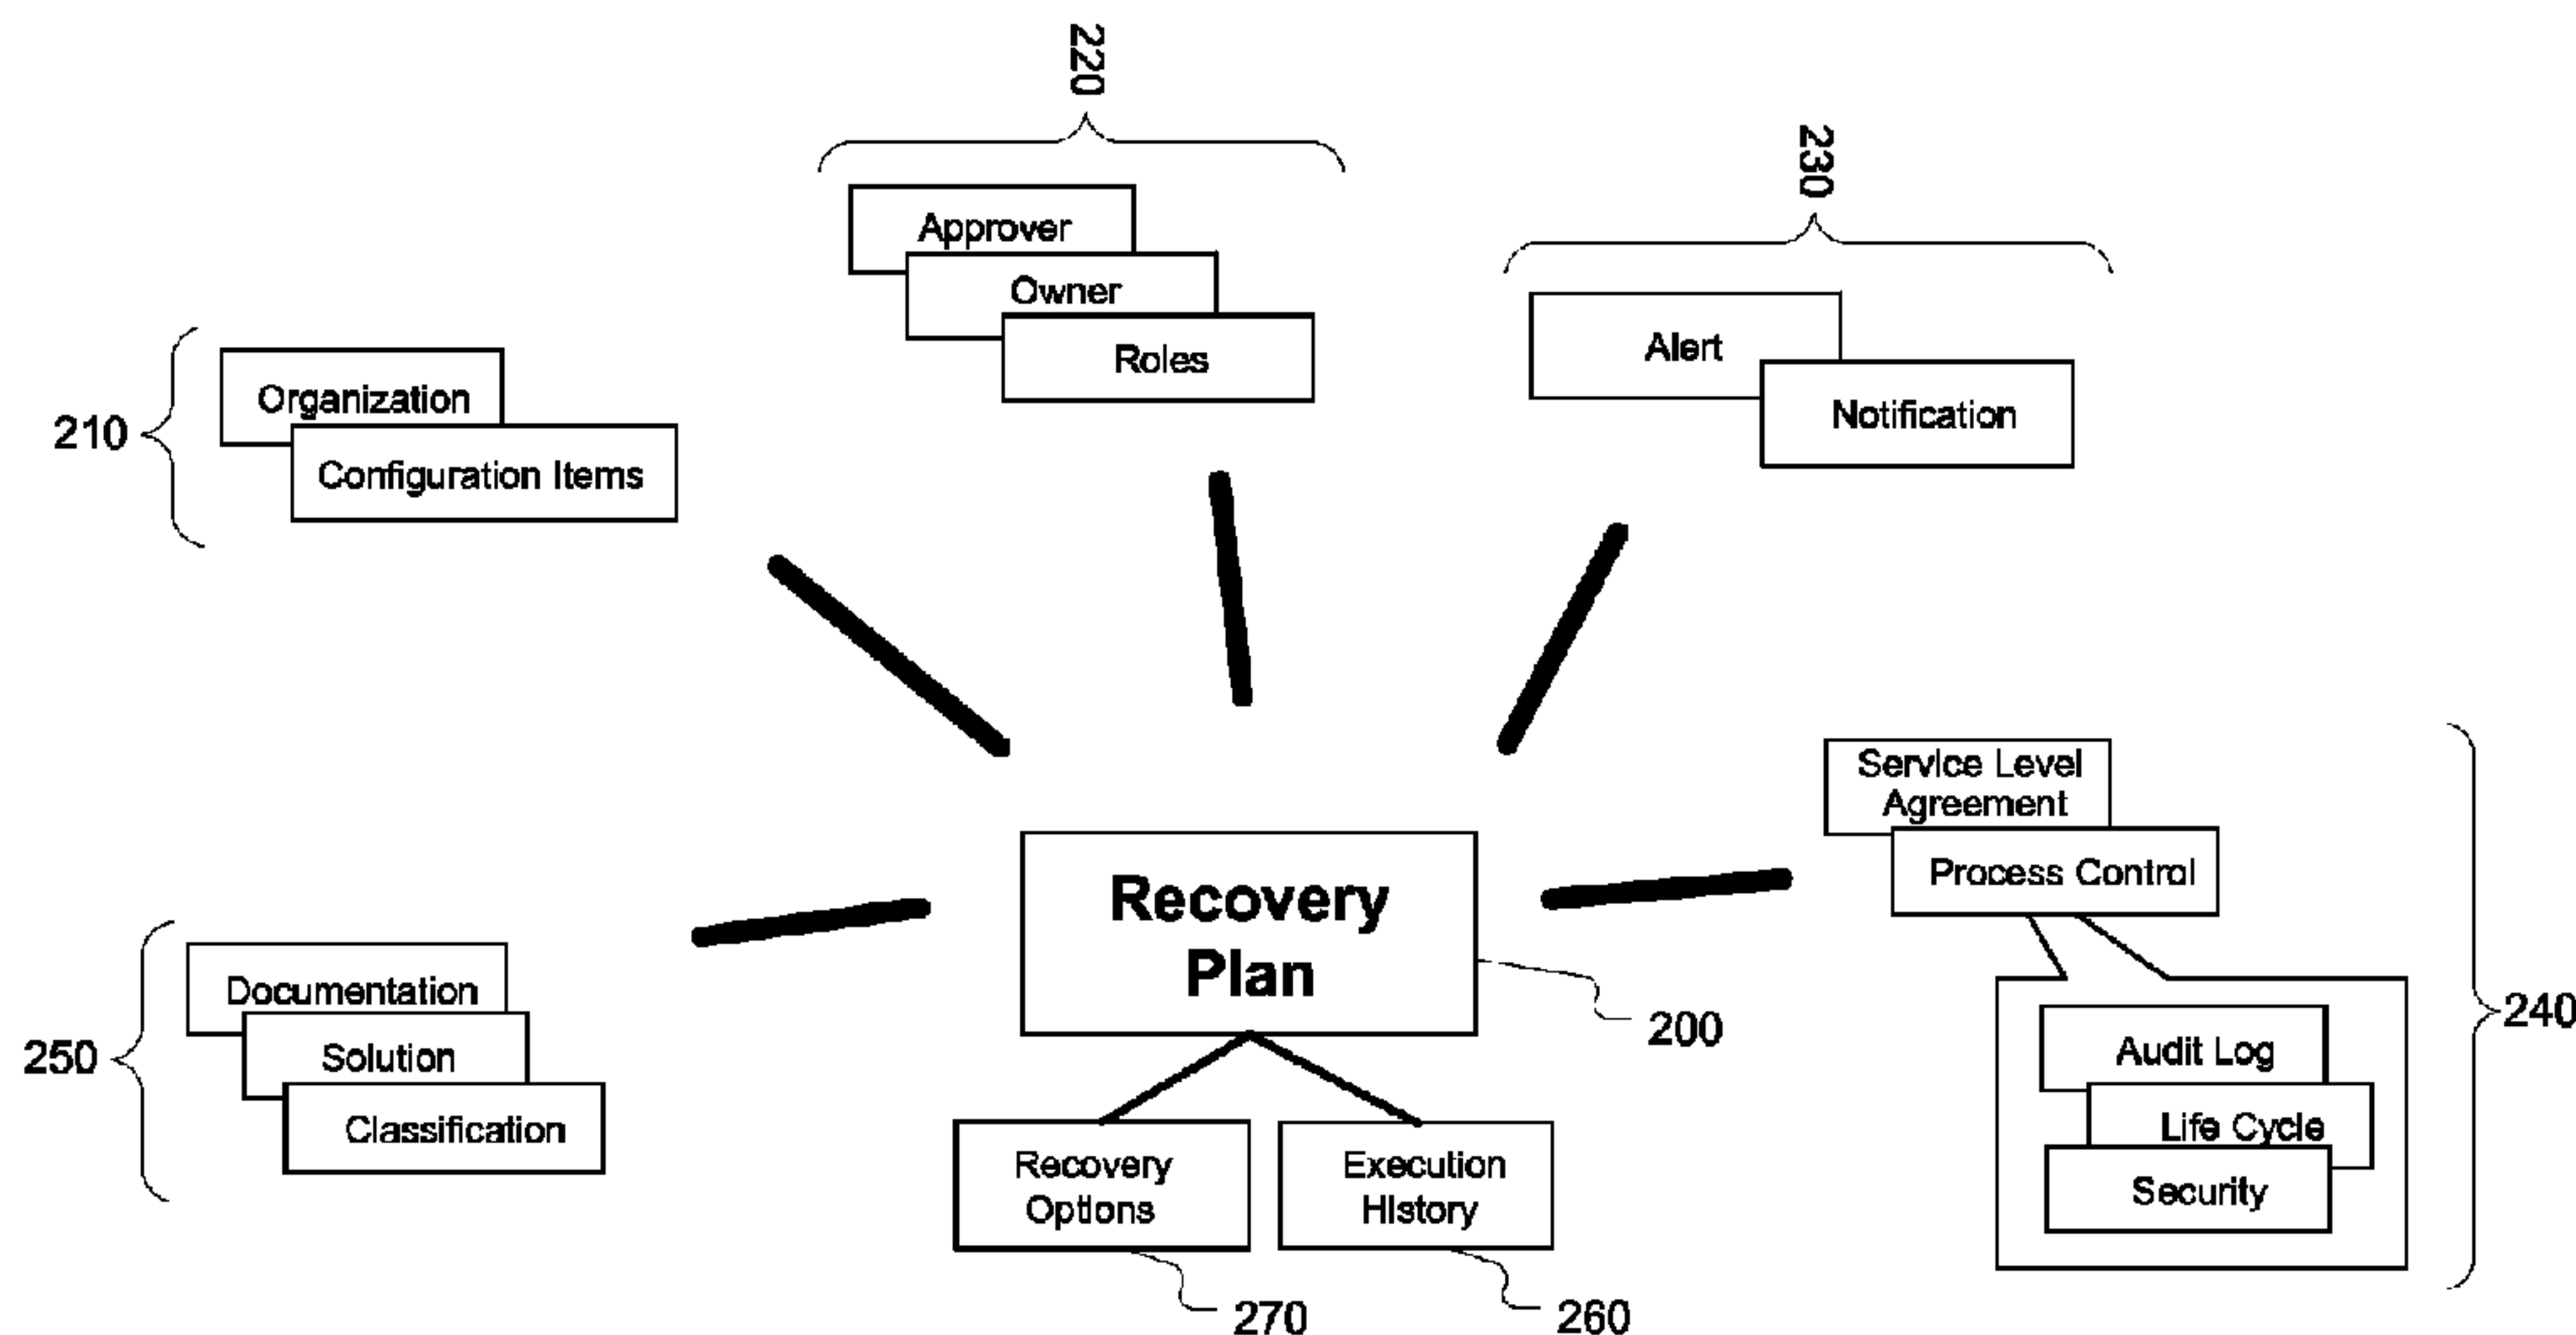 220
Approver
Owner
Roles
230
Alert
Notification
210
Organization
Configuration Items
Service Level
Agreement
Process Control
Audit Log
Life Cycle
Security
240
Recovery
Plan
200
Documentation
Solution
Classification
250
Recovery
Options
270
Execution
History
260